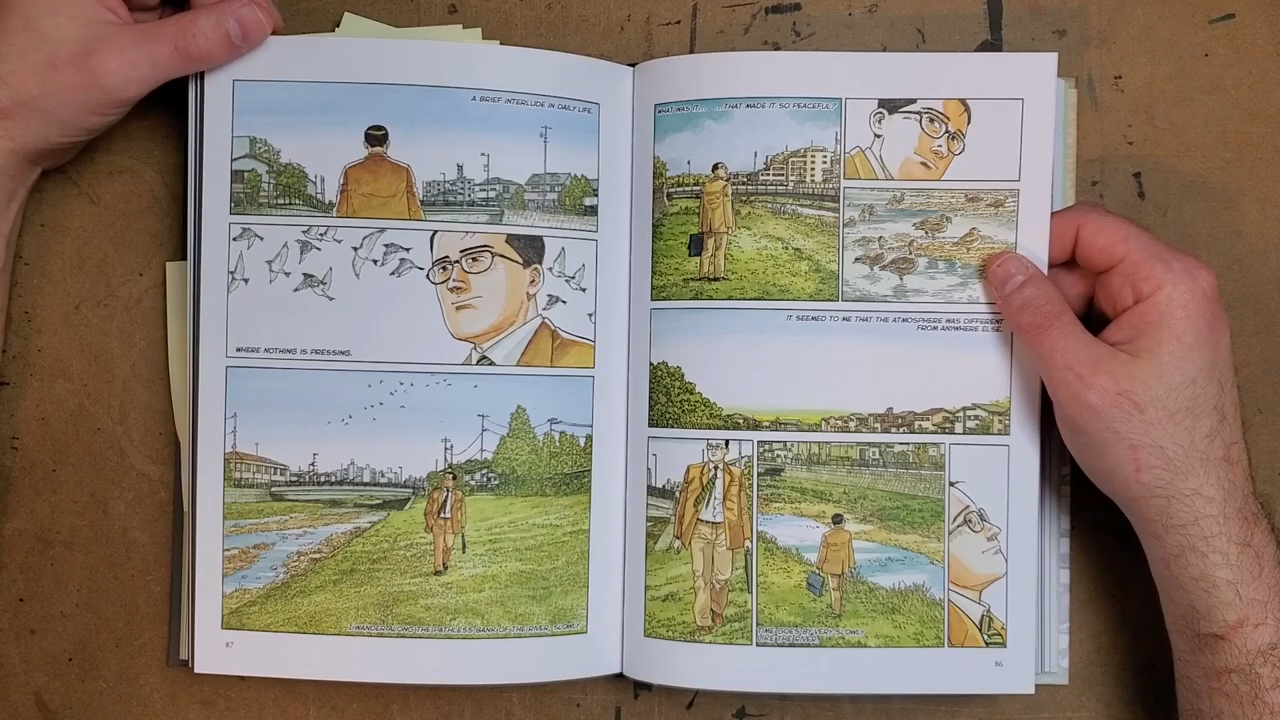 WHAT WAS IT... ...THAT MADE IT SO PEACEFUL?
IT SEEMED TO ME THAT THE ATMOSPHERE WAS DIFFERENT
FROM ANYWHERE ELSE.
TIME GOES BY VERY SLOWLY
LIKE THE RIVER.
86
A BRIEF INTERLUDE IN DAILY LIFE.
WHERE NOTHING IS PRESSING.
I WANDER ALONG THE PATHLESS BANK OF THE RIVER, SLOWLY
87